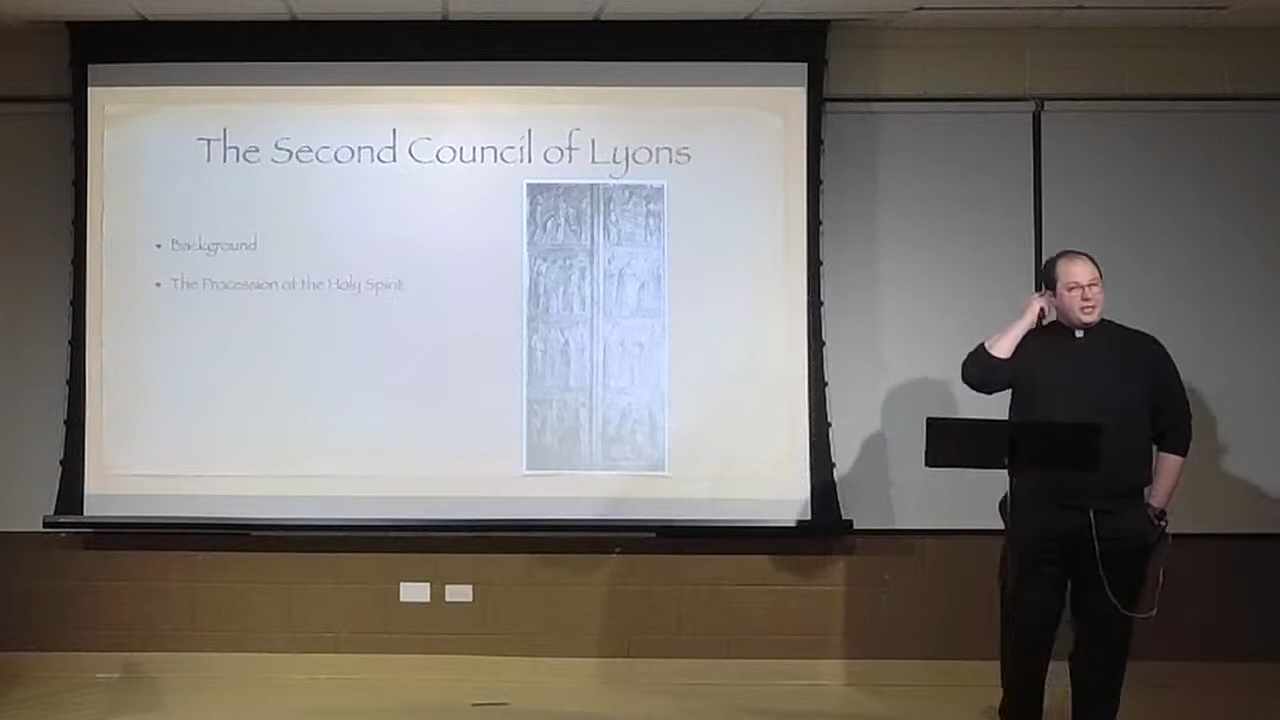 The Second Council of Lyons
• Background
• The Procession of the Holy Spirit